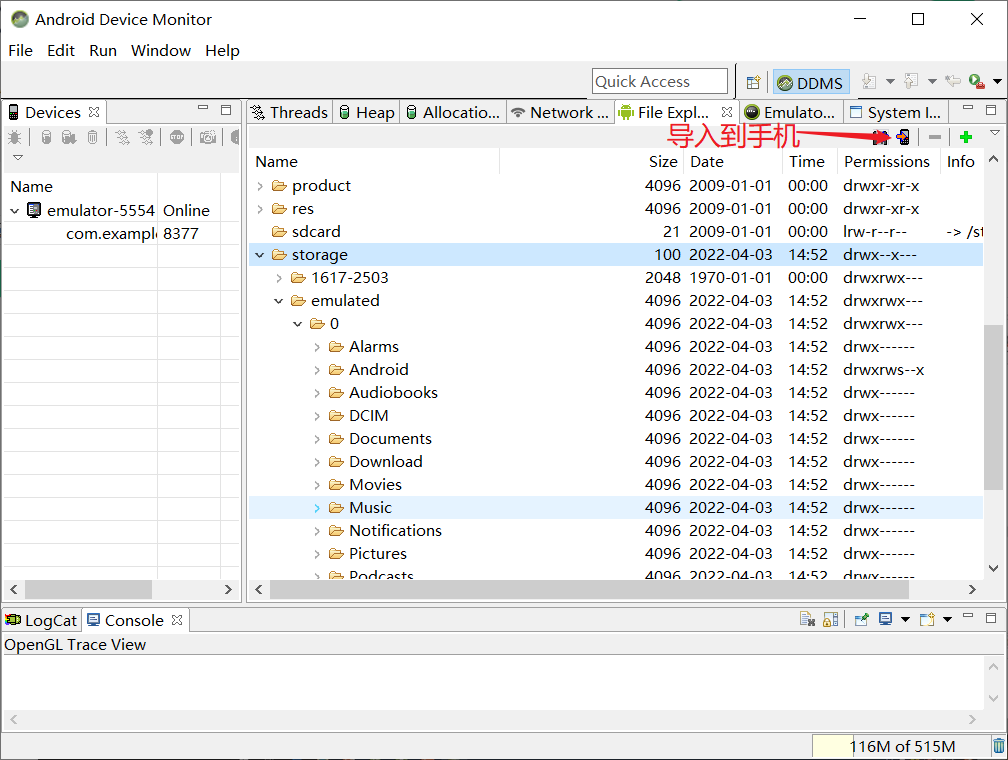 Android Device Monitor
File Edit Run Window Help
Quick Access DDMS
Devices Threads Heap Allocatio... Network ... File Expl... Emulato... System I...
导入到手机
Name
emulator-5554 Online
com.exampl 8377
Name Size Date Time Permissions Info
product 4096 2009-01-01 00:00 drwxr-xr-x
res 4096 2009-01-01 00:00 drwxr-xr-x
sdcard 21 2009-01-01 00:00 lrw-r--r-- -> /st
storage 100 2022-04-03 14:52 drwx--x---
1617-2503 2048 1970-01-01 00:00 drwxrwx---
emulated 4096 2022-04-03 14:52 drwxrwx---
0 4096 2022-04-03 14:52 drwxrwx---
Alarms 4096 2022-04-03 14:52 drwx------
Android 4096 2022-04-03 14:52 drwxrws--x
Audiobooks 4096 2022-04-03 14:52 drwx------
DCIM 4096 2022-04-03 14:52 drwx------
Documents 4096 2022-04-03 14:52 drwx------
Download 4096 2022-04-03 14:52 drwx------
Movies 4096 2022-04-03 14:52 drwx------
Music 4096 2022-04-03 14:52 drwx------
Notifications 4096 2022-04-03 14:52 drwx------
Pictures 4096 2022-04-03 14:52 drwx------
Podcasts 4096 2022-04-03 14:52 drwx------
LogCat Console
OpenGL Trace View
116M of 515M